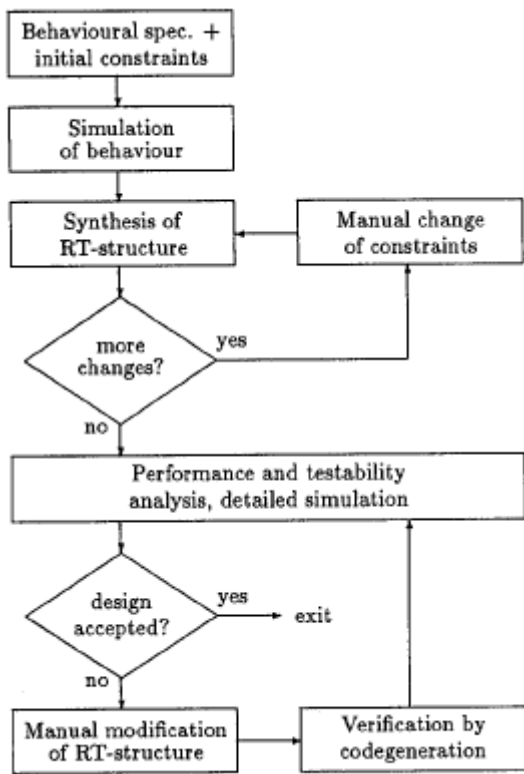 Behavioural spec. +
initial constraints
Simulation
of behaviour
Synthesis of
RT-structure
Manual change
of constraints
more
changes?
yes
no
Performance and testability
analysis, detailed simulation
design
accepted?
yes
exit
no
Manual modification
of RT-structure
Verification by
codegeneration